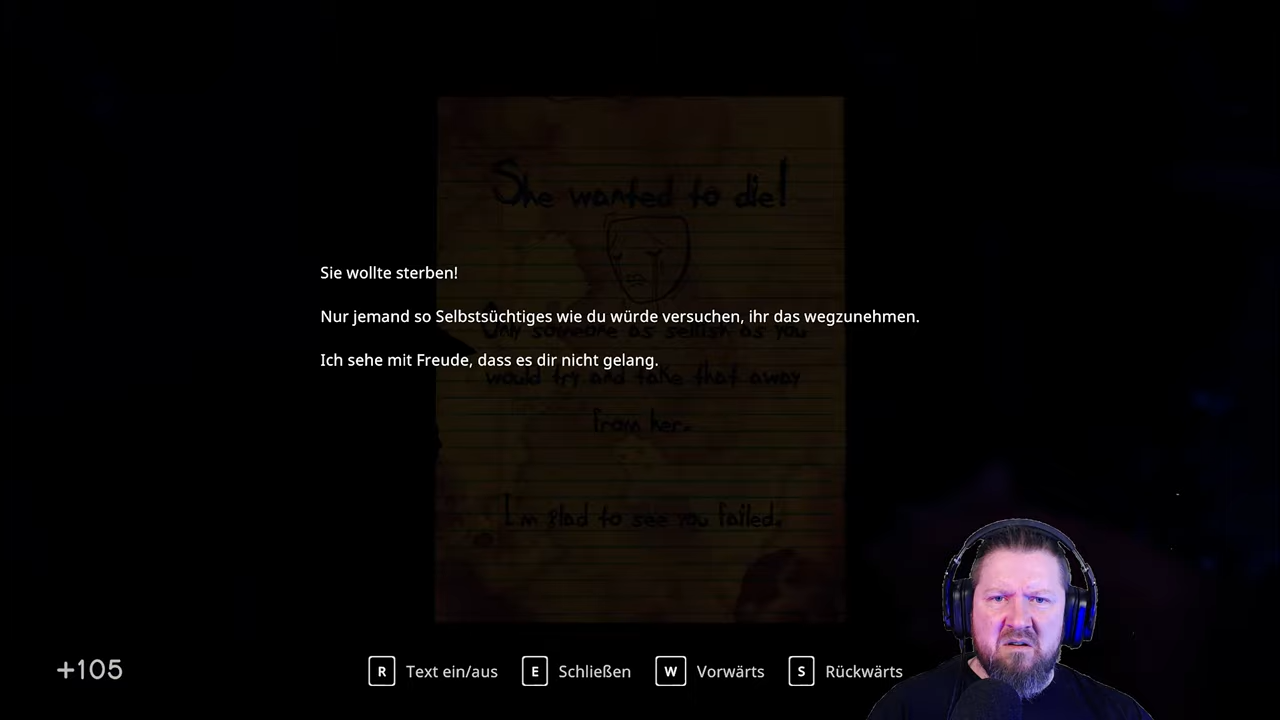 She wanted to die!
Sie wollte sterben!
Nur jemand so Selbstsüchtiges wie du würde versuchen, ihr das wegzunehmen.
Only someone as selfish as you
Ich sehe mit Freude, dass es dir nicht gelang.
would try and take that away
from her.
I'm glad to see you failed.
+105
R Text ein/aus E Schließen W Vorwärts S Rückwärts